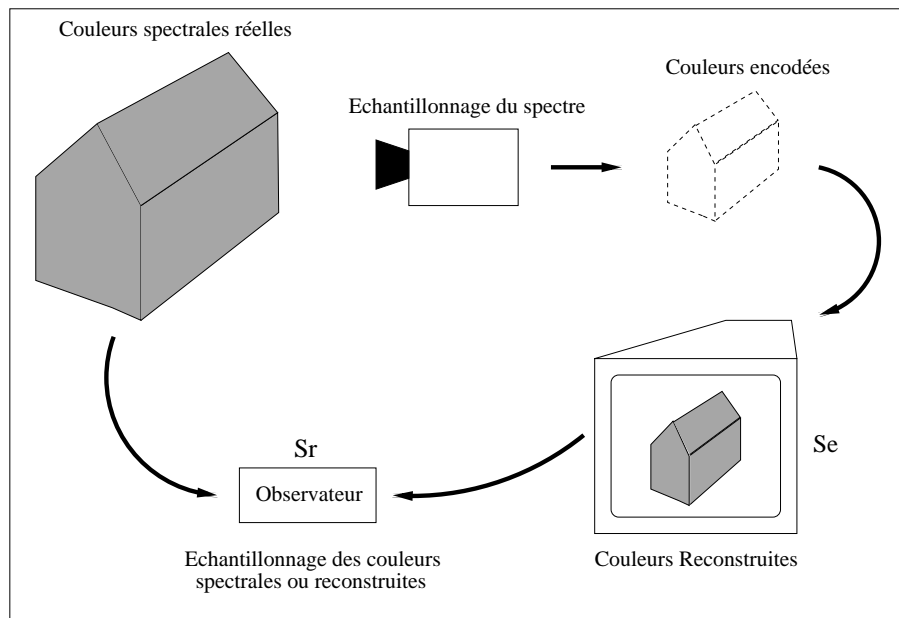 Couleurs spectrales réelles
Couleurs encodées
Echantillonnage du spectre
Sr
Se
Observateur
Echantillonnage des couleurs
spectrales ou reconstruites
Couleurs Reconstruites